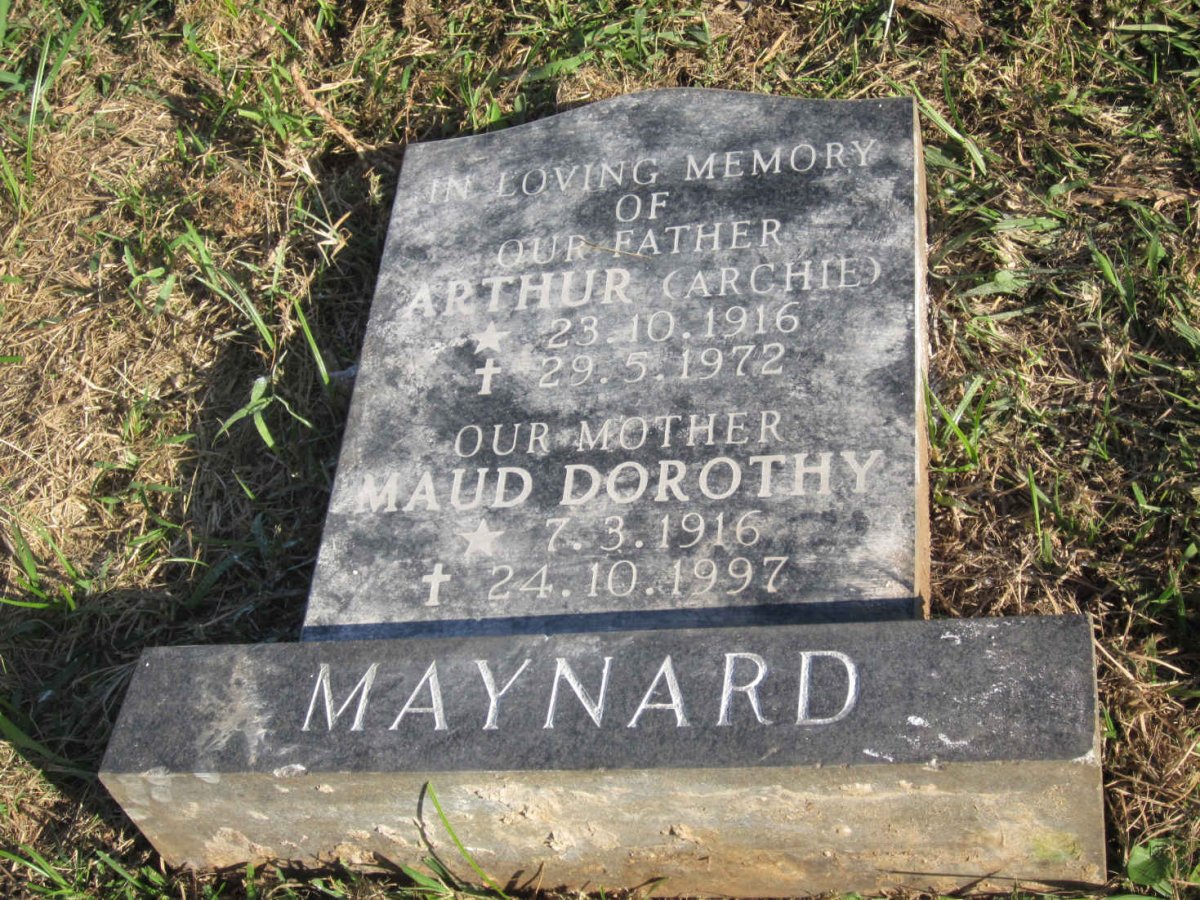 IN LOVING MEMORY
OF
OUR FATHER
ARTHUR (ARCHIE)
★ 23.10.1916
✝ 29.5.1972
OUR MOTHER
MAUD DOROTHY
★ 7.3.1916
✝ 24.10.1997
MAYNARD